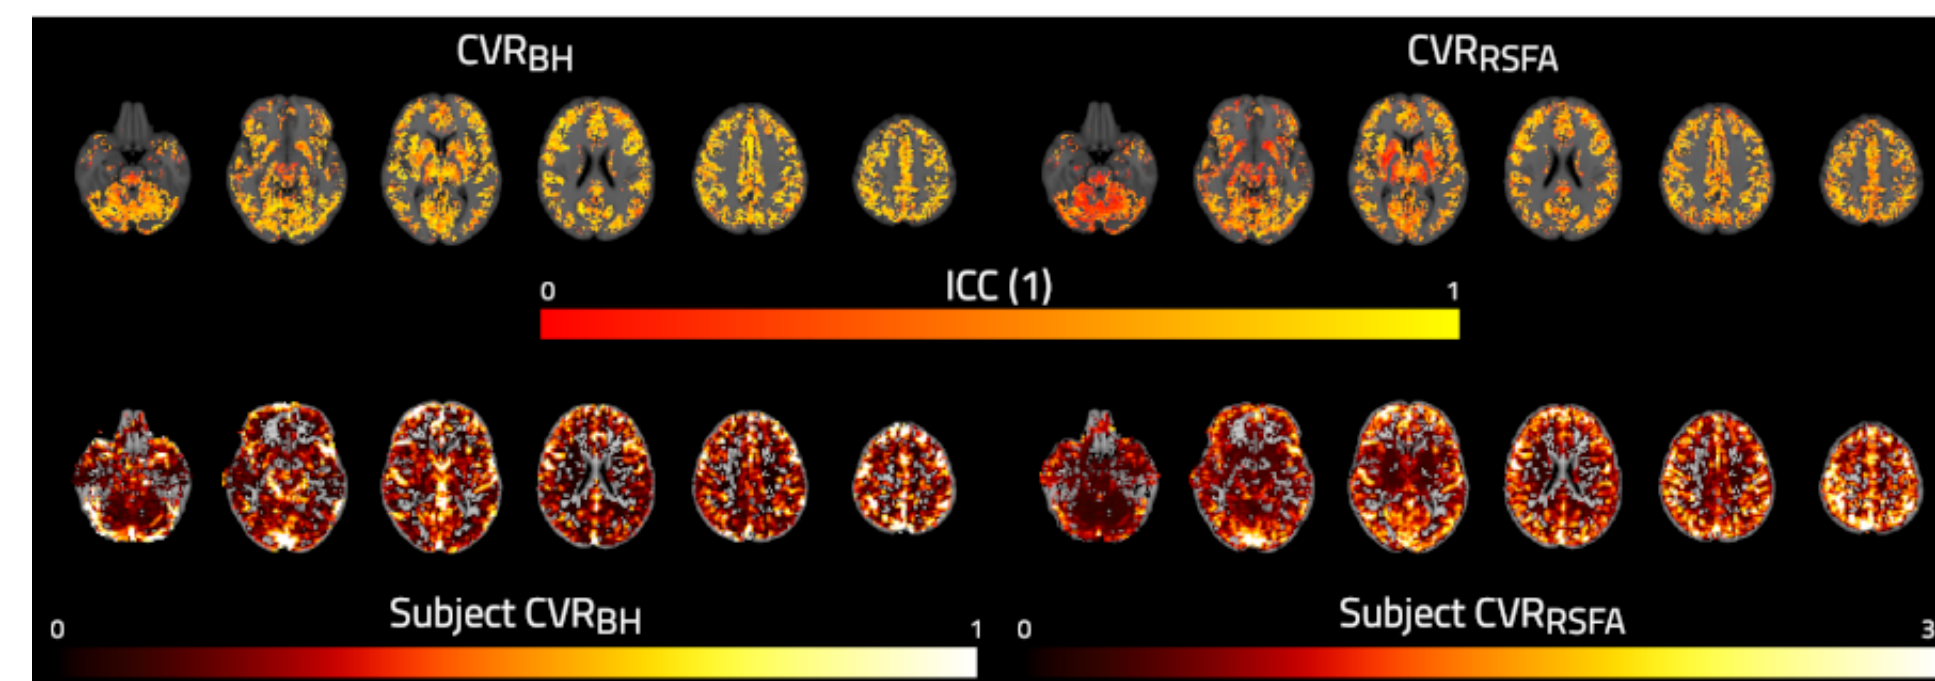 CVRBH
CVRRSFA
ICC (1)
0
1
Subject CVRBH
0
1
Subject CVRRSFA
0
3